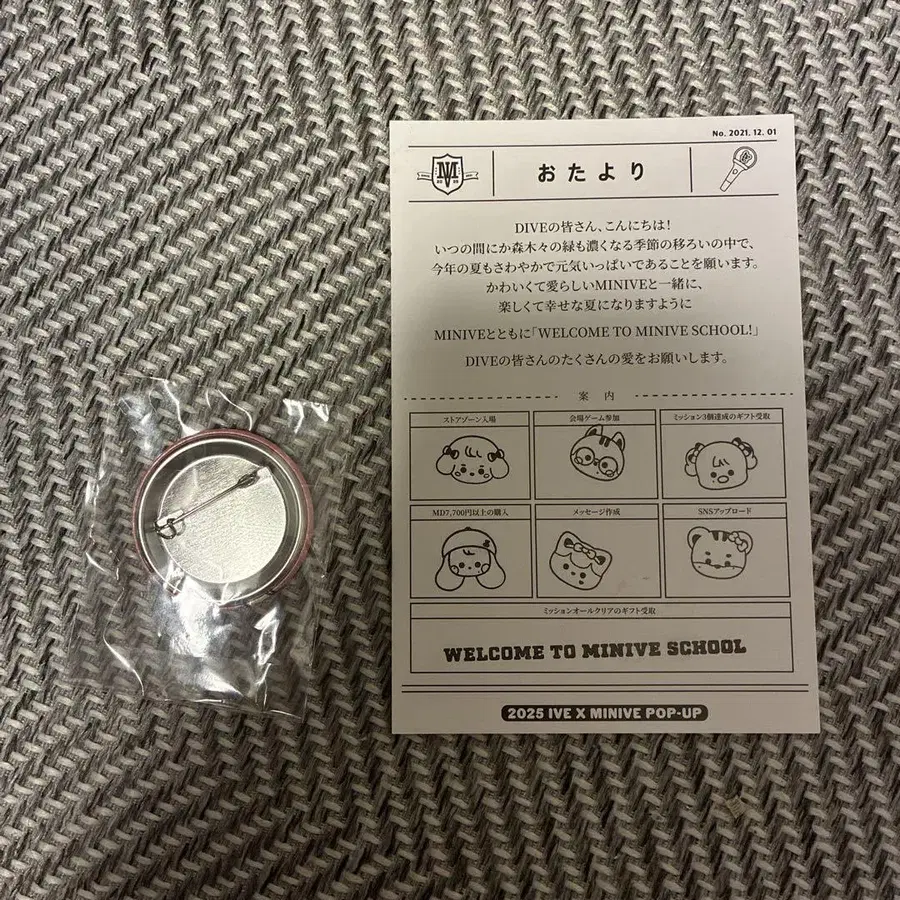 No. 2021. 12. 01
おたより
DIVEの皆さん、こんにちは!
いつの間にか森木々の緑も濃くなる季節の移ろいの中で、
今年の夏もさわやかで元気いっぱいであることを願います。
かわいくて愛らしいMINIVEと一緒に、
楽しくて幸せな夏になりますように
MINIVEとともに「WELCOME TO MINIVE SCHOOL!」
DIVEの皆さんのたくさんの愛をお願いします。
案 内
ストアゾーン入場
会場ゲーム参加
ミッション3個達成のギフト受取
MD7,700円以上の購入
メッセージ作成
SNSアップロード
ミッションオールクリアのギフト受取
WELCOME TO MINIVE SCHOOL
2025 IVE X MINIVE POP-UP